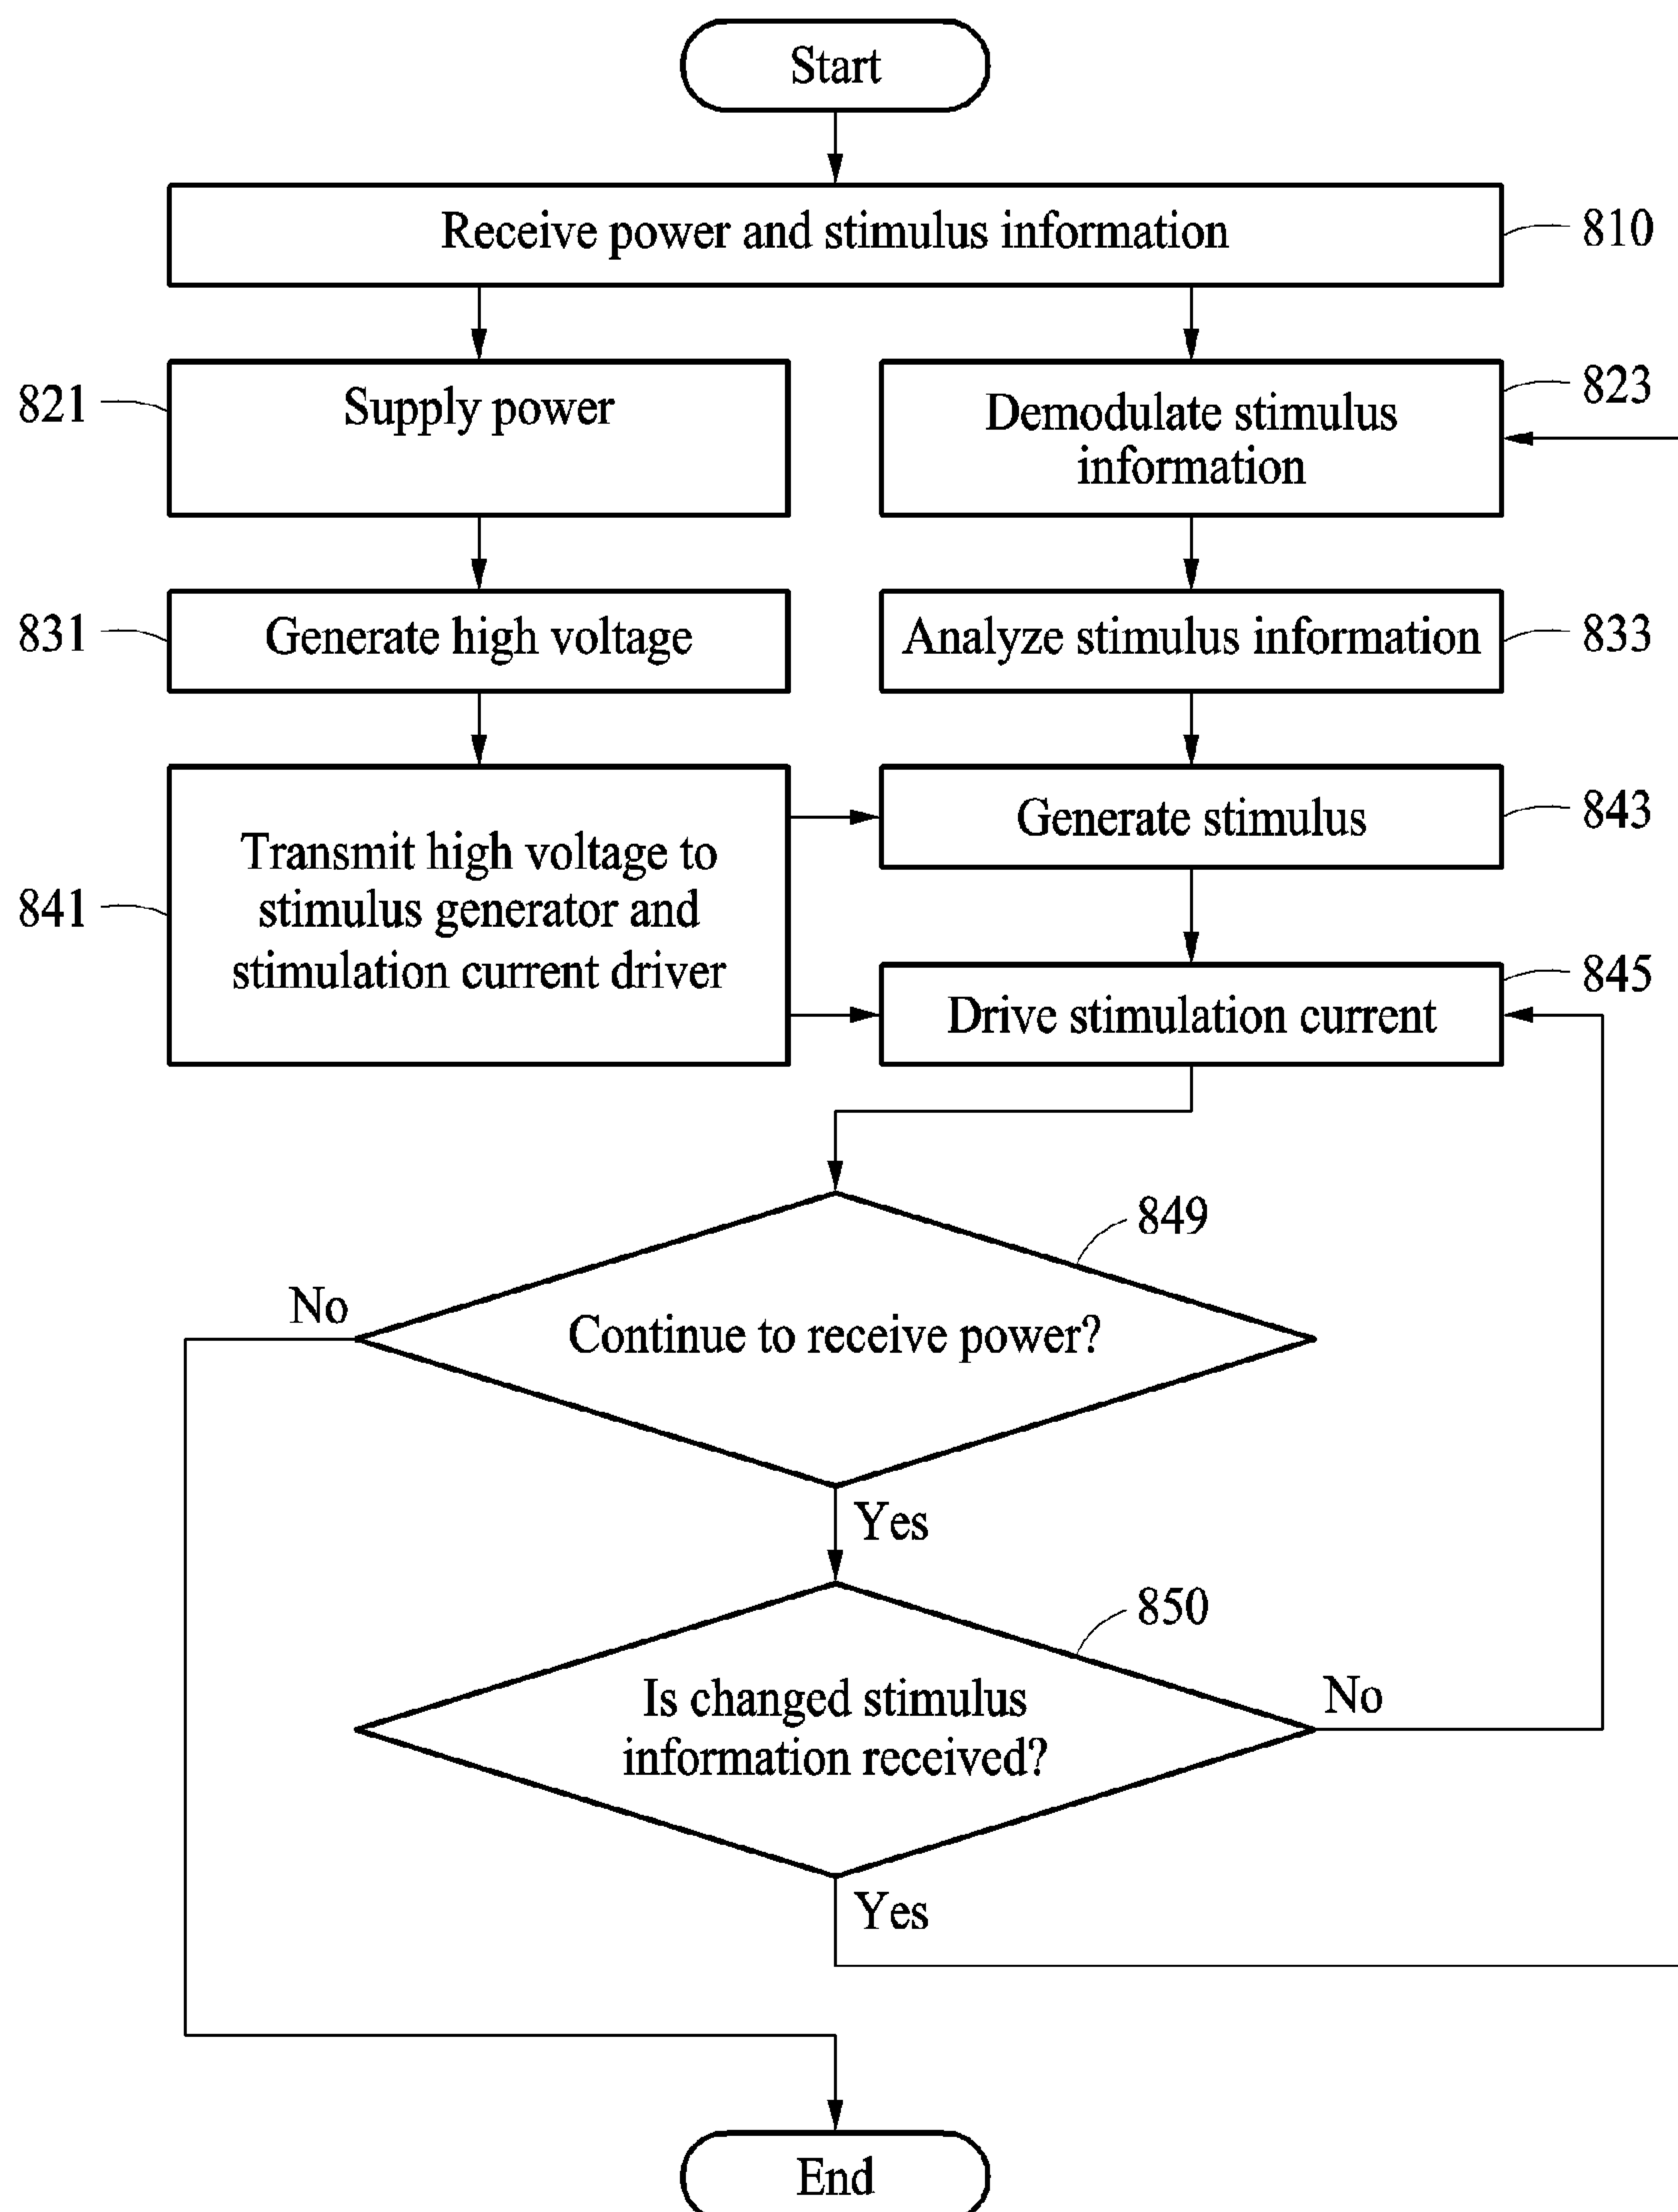 Start
Receive power and stimulus information
810
821
Supply power
Demodulate stimulus
information
823
831
Generate high voltage
Analyze stimulus information
833
841
Transmit high voltage to
stimulus generator and
stimulation current driver
Generate stimulus
843
Drive stimulation current
845
849
No
Continue to receive power?
Yes
850
Is changed stimulus
information received?
No
Yes
End